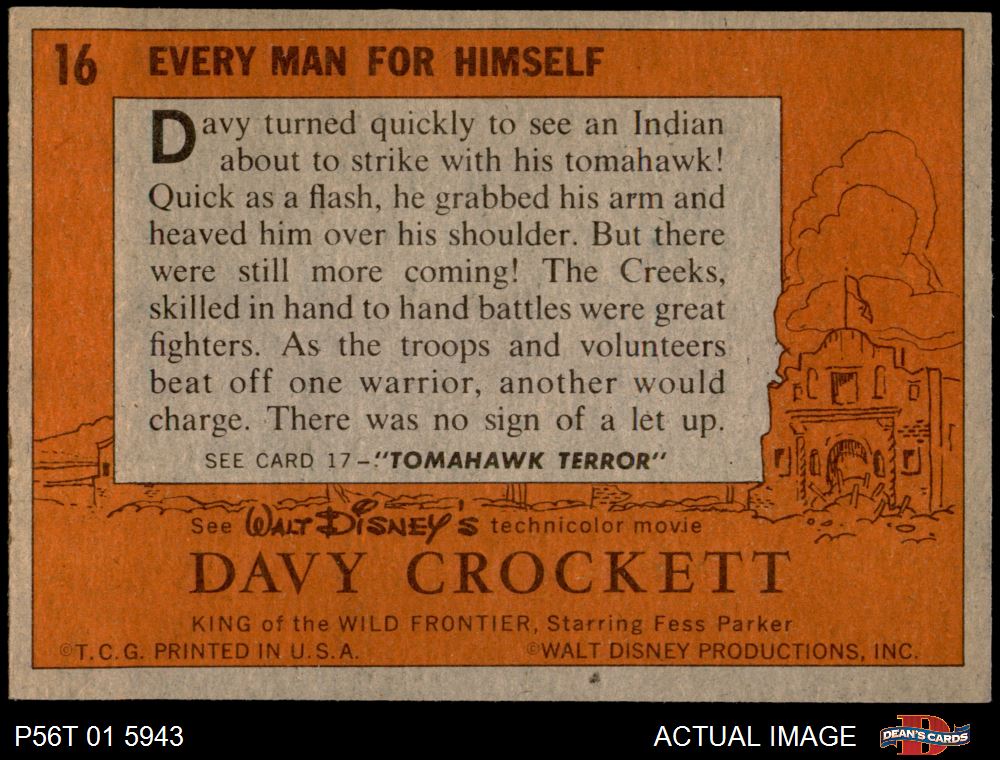 16 EVERY MAN FOR HIMSELF
Davy turned quickly to see an Indian
about to strike with his tomahawk!
Quick as a flash, he grabbed his arm and
heaved him over his shoulder. But there
were still more coming! The Creeks,
skilled in hand to hand battles were great
fighters. As the troops and volunteers
beat off one warrior, another would
charge. There was no sign of a let up.
SEE CARD 17-"TOMAHAWK TERROR"
See WALT DISNEY'S technicolor movie
DAVY CROCKETT
KING of the WILD FRONTIER, Starring Fess Parker
©T.C.G. PRINTED IN U.S.A. ©WALT DISNEY PRODUCTIONS, INC.
P56T 01 5943 ACTUAL IMAGE D DEAN'S CARDS